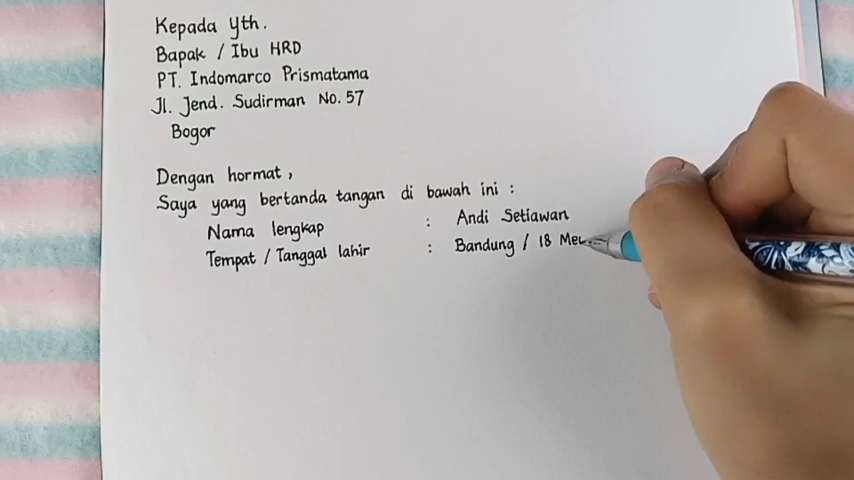 Kepada Yth.
Bapak / Ibu HRD
PT. Indomarco Prismatama
Jl. Jend. Sudirman No. 57
Bogor
Dengan hormat,
Saya yang bertanda tangan di bawah ini :
Nama lengkap : Andi Setiawan
Tempat / Tanggal lahir : Bandung / 18